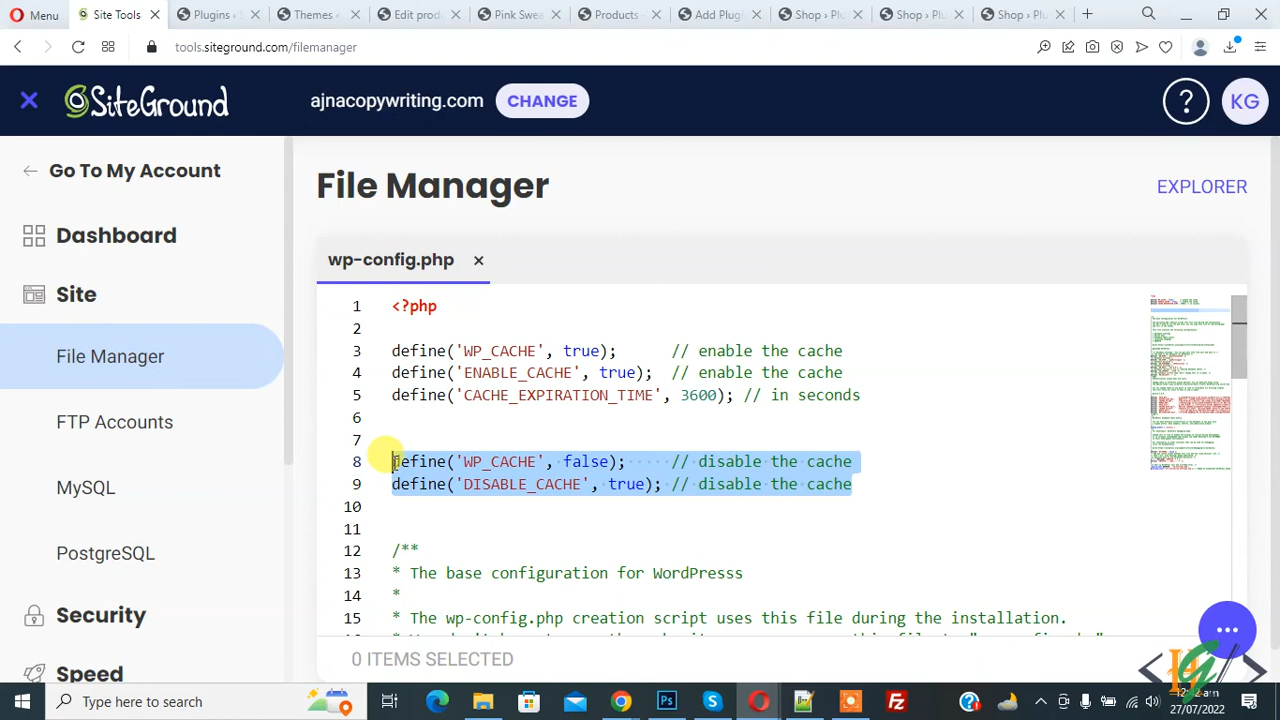 Menu
Site Tools
Plugins ‹ S
Themes ‹
Edit produ
Pink Swea
Products ‹
Add Plugin
Shop ‹ Plu
Shop ‹ Plu
Shop ‹ Plu
tools.siteground.com/filemanager
SiteGround
ajnacopywriting.com
CHANGE
?
KG
Go To My Account
Dashboard
Site
File Manager
FTP Accounts
MySQL
PostgreSQL
Security
Speed
File Manager
EXPLORER
wp-config.php
1 <?php
2
3 define('WP_CACHE', true); // enable the cache
4 define('ENABLE_CACHE', true); // enable the cache
5 define('CACHE_EXPIRATION_TIME', 3600); // in seconds
6
7
8 define('WP_CACHE', false); // disable the cache
9 define('DISABLE_CACHE', true); // disable the cache
10
11
12 /**
13 * The base configuration for WordPresss
14 *
15 * The wp-config.php creation script uses this file during the installation.
0 ITEMS SELECTED
HG
Type here to search
27/07/2022